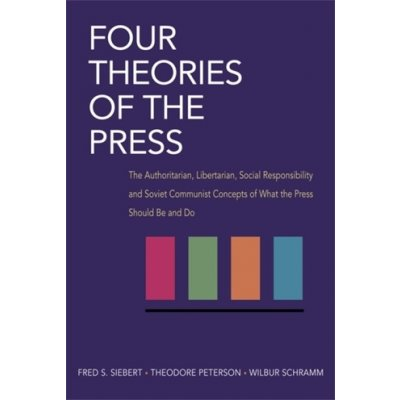 FOUR
THEORIES
OF THE
PRESS
The Authoritarian, Libertarian, Social Responsibility
and Soviet Communist Concepts of What the Press
Should Be and Do
FRED S. SIEBERT • THEODORE PETERSON • WILBUR SCHRAMM